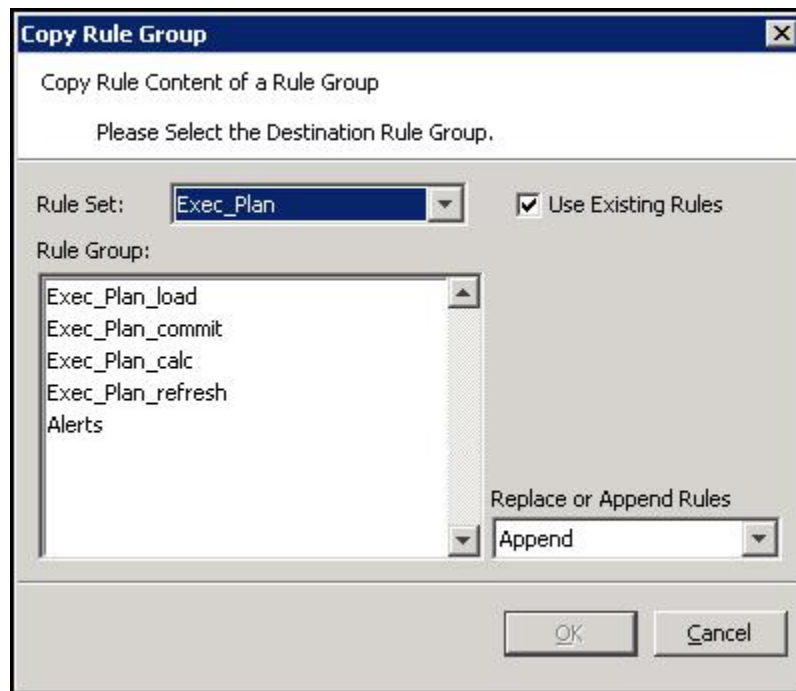 Copy Rule Group
Copy Rule Content of a Rule Group
Please Select the Destination Rule Group.
Rule Set: Exec_Plan Use Existing Rules
Rule Group:
Exec_Plan_load
Exec_Plan_commit
Exec_Plan_calc
Exec_Plan_refresh
Alerts
Replace or Append Rules
Append
OK Cancel